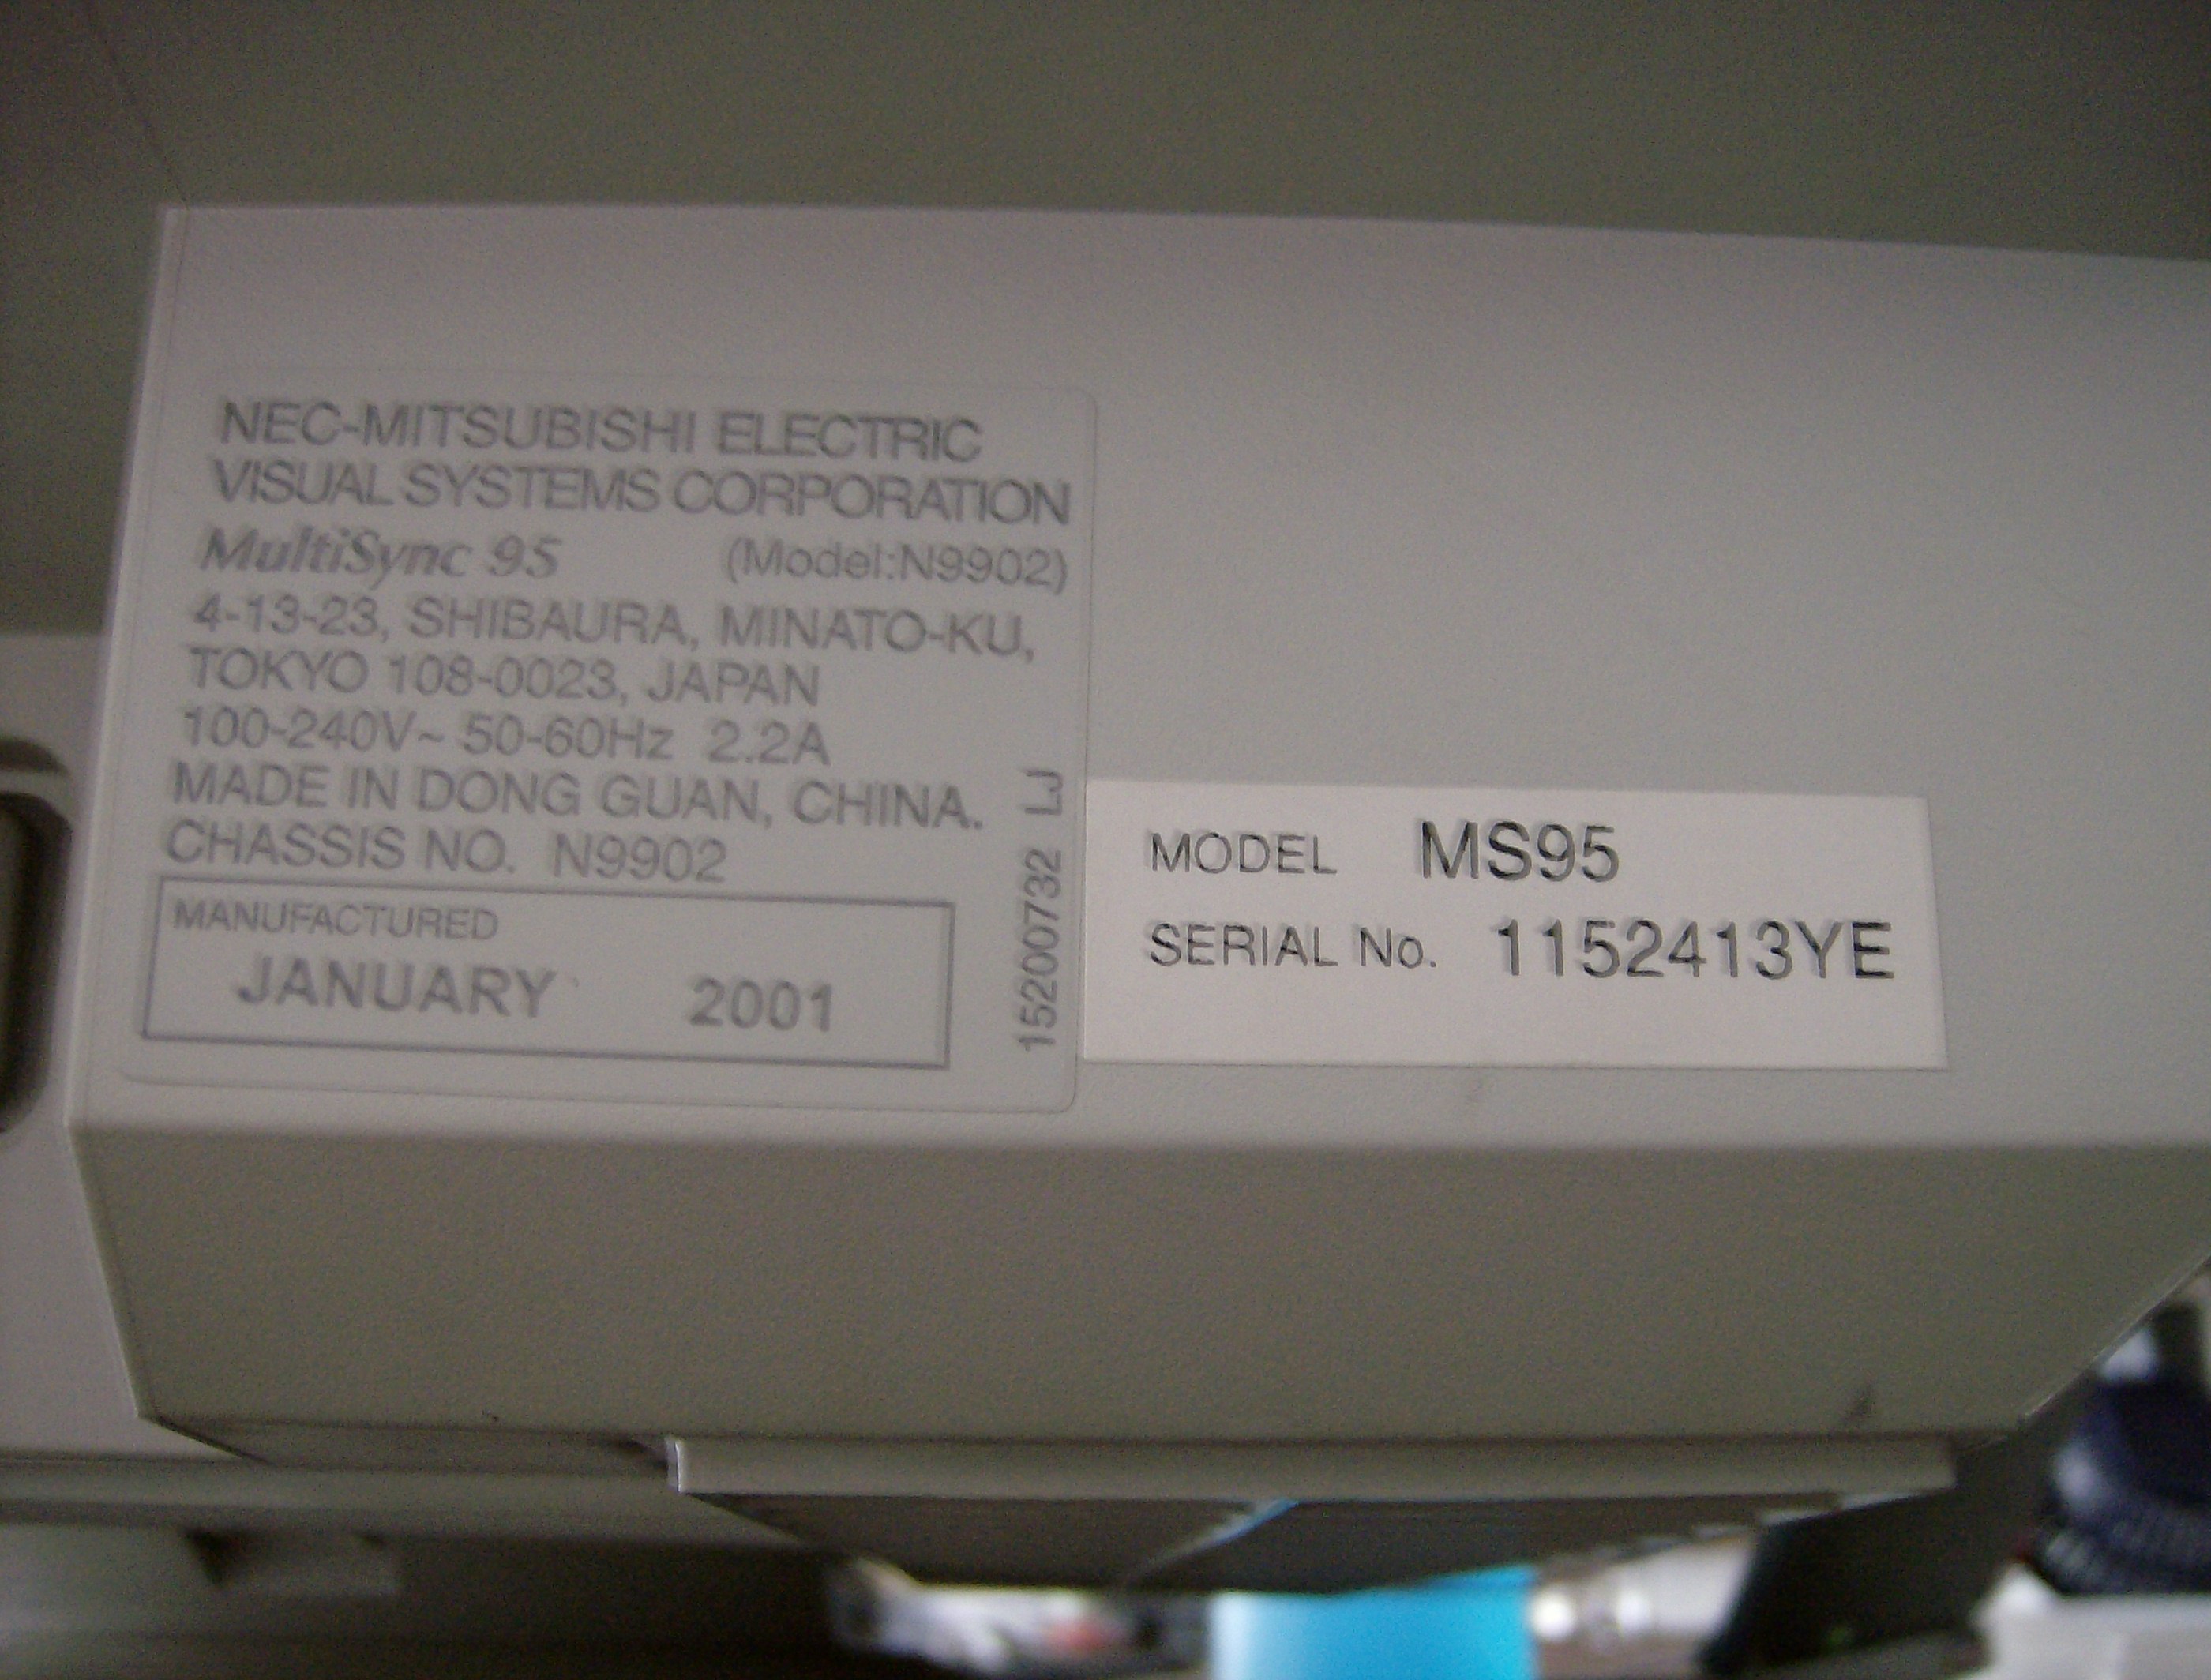 NEC-MITSUBISHI ELECTRIC
VISUAL SYSTEMS CORPORATION
MultiSync 95 (Model:N9902)
4-13-23, SHIBAURA, MINATO-KU,
TOKYO 108-0023, JAPAN
100-240V~ 50-60Hz 2.2A
MADE IN DONG GUAN, CHINA.
CHASSIS NO. N9902
MANUFACTURED
JANUARY 2001
15200732 LJ
MODEL MS95
SERIAL No. 1152413YE